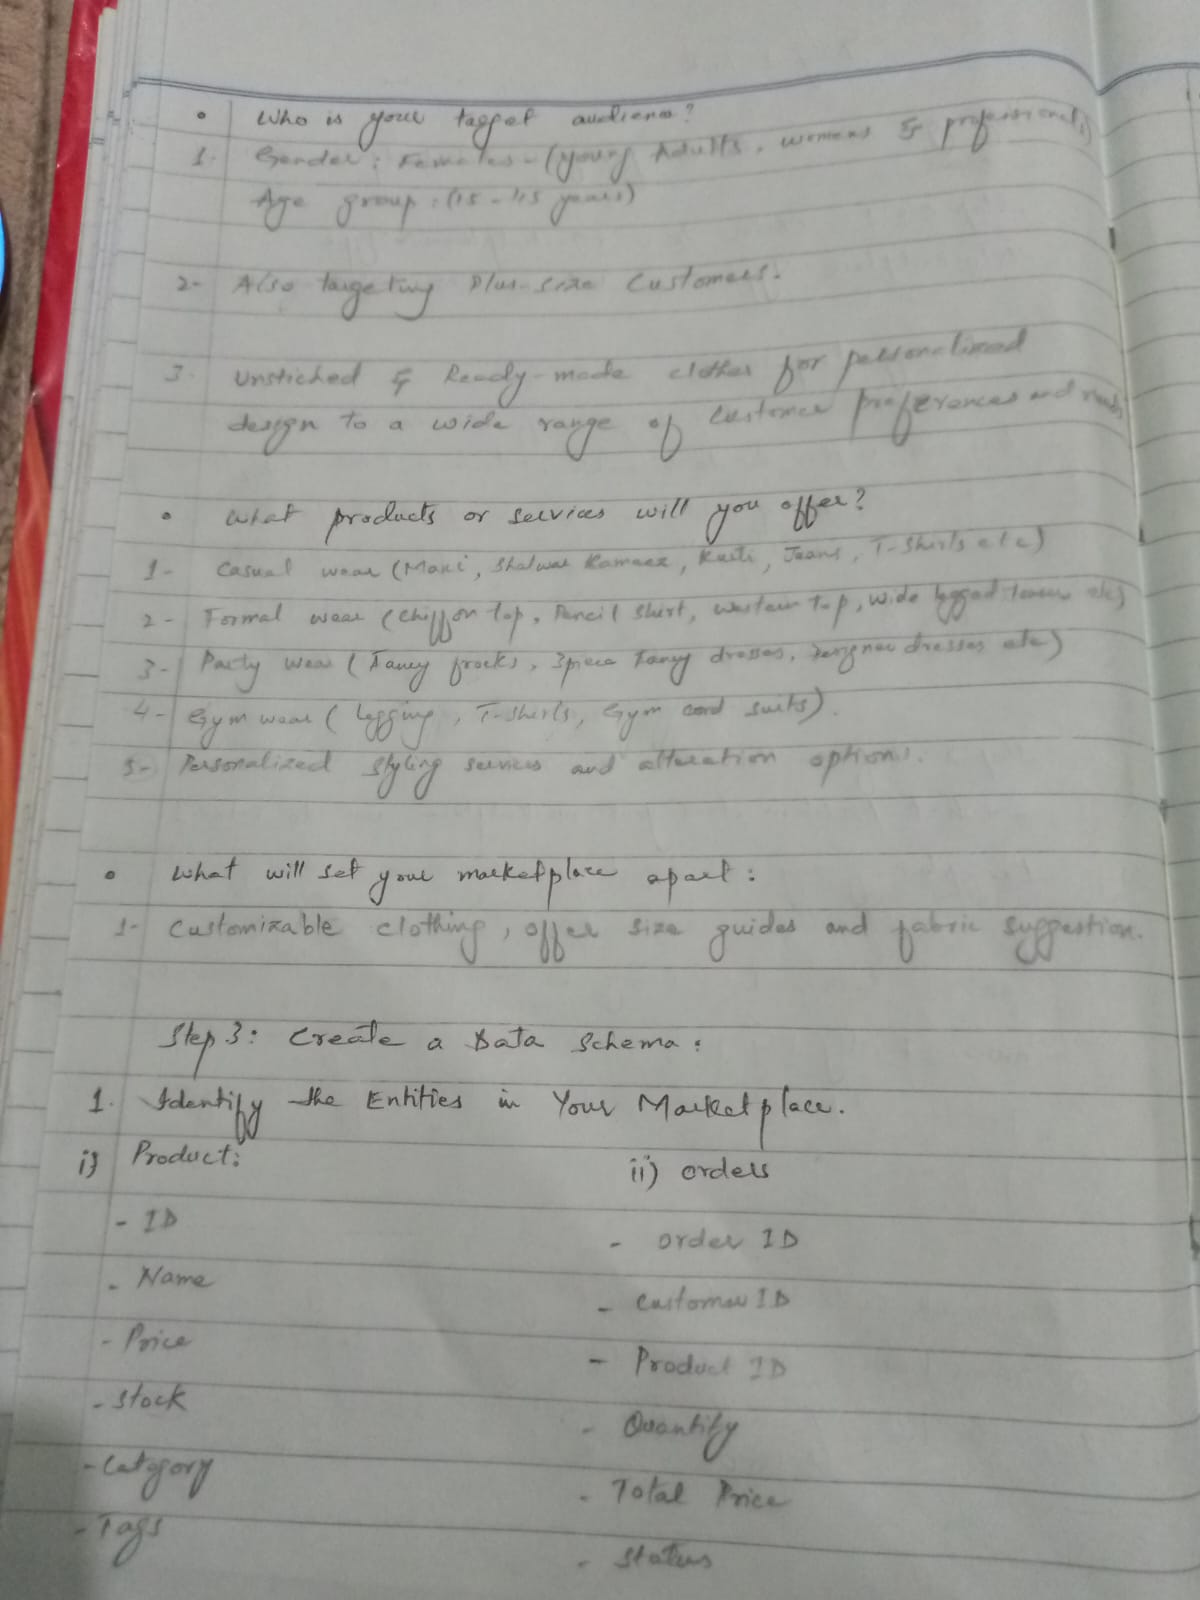 • Who is your target audience?
1- Gender: Females - (young Adults, womens & professionals)
Age group: (15 - 45 years)
2- Also targeting Plus-size Customers.
3- Unstiched & Ready-made clothes for personalized
design to a wide range of customer preferences and needs
• What products or services will you offer?
1- Casual wear (Maxi, Shalwar Kameez, Kurti, Jeans, T-Shirts etc)
2- Formal wear (Chiffon top, Pencil Skirt, western top, wide legged etc)
3- Party wear (Fancy frocks, 3piece Fancy dresses, Designer dresses etc)
4- Gym wear (legging, T-Shirts, Gym cord suits).
5- Personalized styling services and alteration options.
• What will set your marketplace apart:
1- Customizable clothing, offer size guides and fabric suggestion.
Step 3: Create a Data Schema:
1. Identify the Entities in Your Marketplace.
i) Product: ii) orders
- ID - order ID
- Name - Customer ID
- Price - Product ID
- Stock - Quantity
- Category - Total Price
- Tags - Status